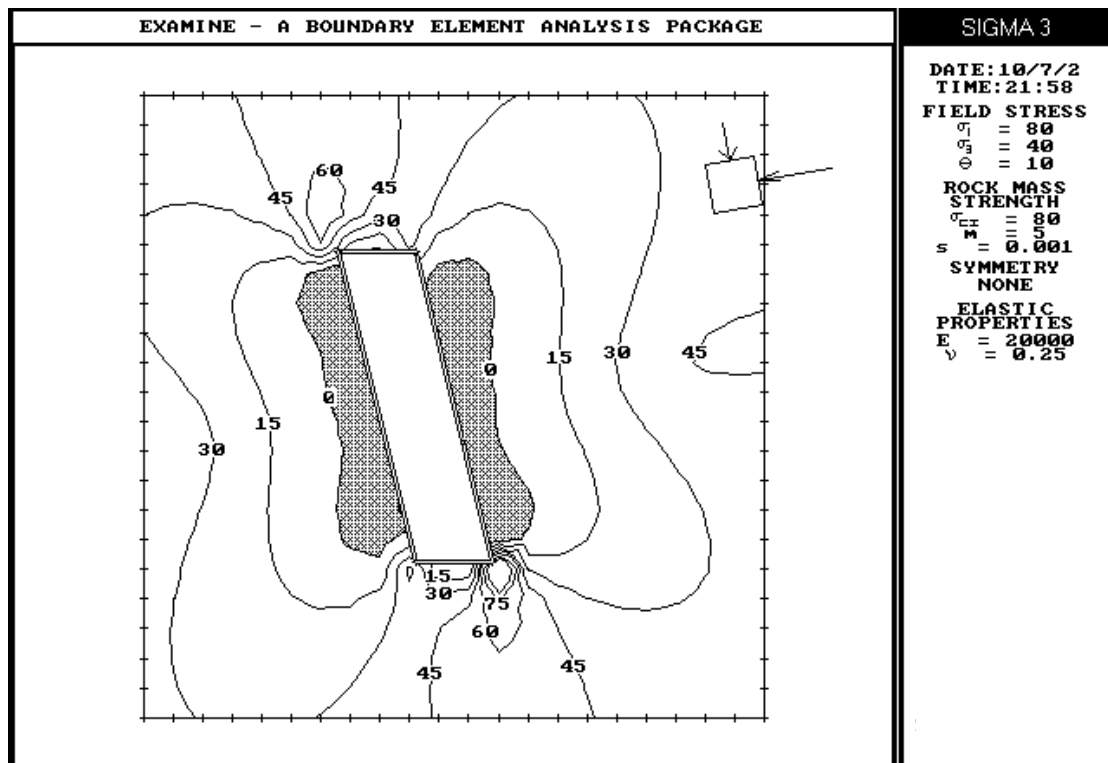 EXAMINE - A BOUNDARY ELEMENT ANALYSIS PACKAGE
SIGMA 3
DATE:10/7/2
TIME:21:58
FIELD STRESS
σ1 = 80
σ3 = 40
θ = 10
ROCK MASS
STRENGTH
σci = 80
M = 5
s = 0.001
SYMMETRY
NONE
ELASTIC
PROPERTIES
E = 20000
ν = 0.25
60
45
45
30
15
30
45
0
0
15
30
15
30
75
60
45
45